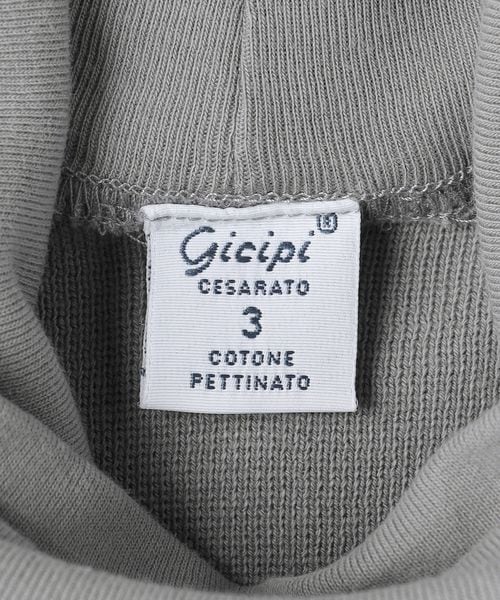 Gicipi®
CESARATO
3
COTONE
PETTINATO